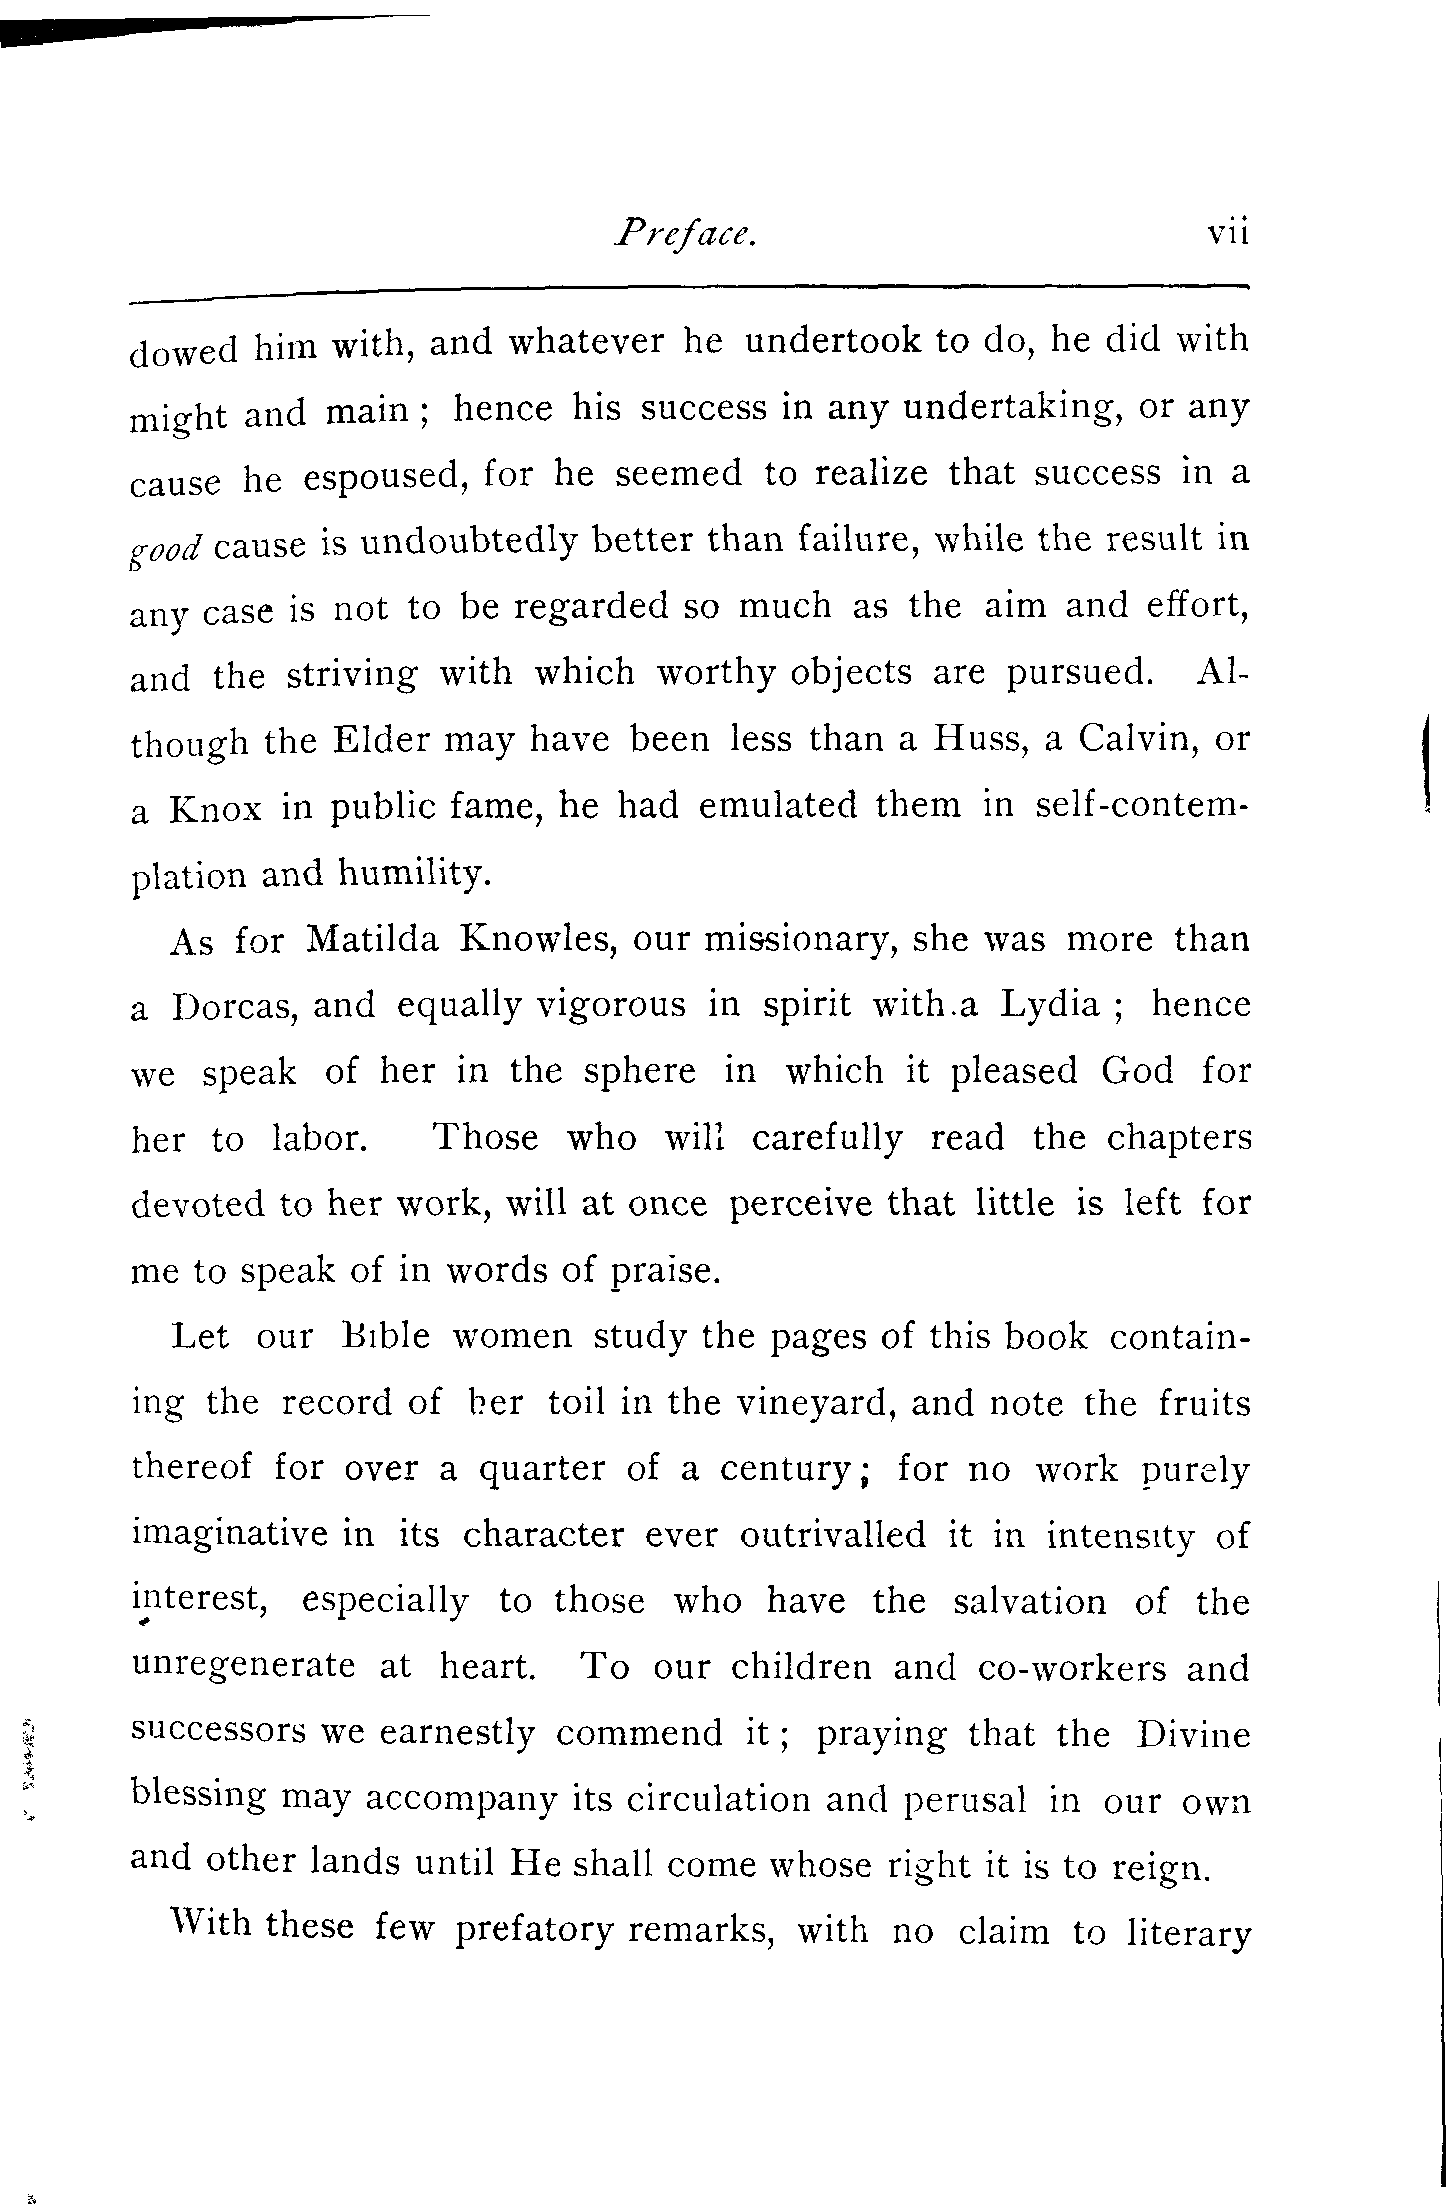 Preface. vii
dowed him with, and whatever he undertook to do, he did with
might and main ; hence his success in any undertaking, or any
cause he espoused, for he seemed to realize that success in a
good cause is undoubtedly better than failure, while the result in
any case is not to be regarded so much as the aim and effort,
and the striving with which worthy objects are pursued. Al-
though the Elder may have been less than a Huss, a Calvin, or
a Knox in public fame, he had emulated them in self-contem-
plation and humility.
As for Matilda Knowles, our missionary, she was more than
a Dorcas, and equally vigorous in spirit with a Lydia ; hence
we speak of her in the sphere in which it pleased God for
her to labor. Those who will carefully read the chapters
devoted to her work, will at once perceive that little is left for
me to speak of in words of praise.
Let our Bible women study the pages of this book contain-
ing the record of her toil in the vineyard, and note the fruits
thereof for over a quarter of a century; for no work purely
imaginative in its character ever outrivalled it in intensity of
interest, especially to those who have the salvation of the
unregenerate at heart. To our children and co-workers and
successors we earnestly commend it ; praying that the Divine
blessing may accompany its circulation and perusal in our own
and other lands until He shall come whose right it is to reign.
With these few prefatory remarks, with no claim to literary